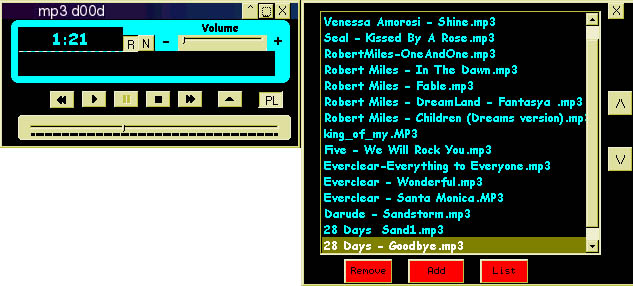 mp3 d00d
1:21
R N
Volume
- +
PL
Venessa Amorosi - Shine.mp3
Seal - Kissed By A Rose.mp3
RobertMiles-OneAndOne.mp3
Robert Miles - In The Dawn.mp3
Robert Miles - Fable.mp3
Robert Miles - DreamLand - Fantasya .mp3
Robert Miles - Children (Dreams version).mp3
king_of_my.MP3
Five - We Will Rock You.mp3
Everclear-Everything to Everyone.mp3
Everclear - Wonderful.mp3
Everclear - Santa Monica.MP3
Darude - Sandstorm.mp3
28 Days  Sand1.mp3
28 Days - Goodbye.mp3
Remove Add List